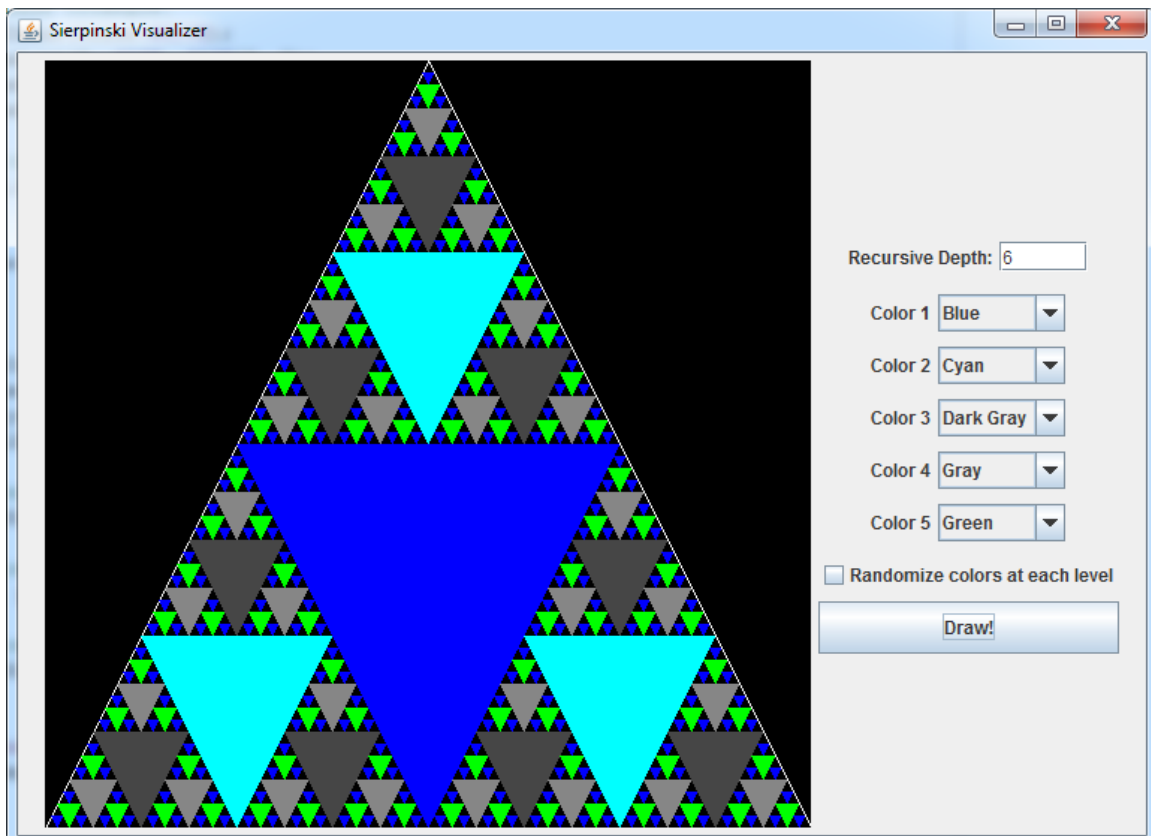 Sierpinski Visualizer
Recursive Depth: 6
Color 1 Blue
Color 2 Cyan
Color 3 Dark Gray
Color 4 Gray
Color 5 Green
Randomize colors at each level
Draw!